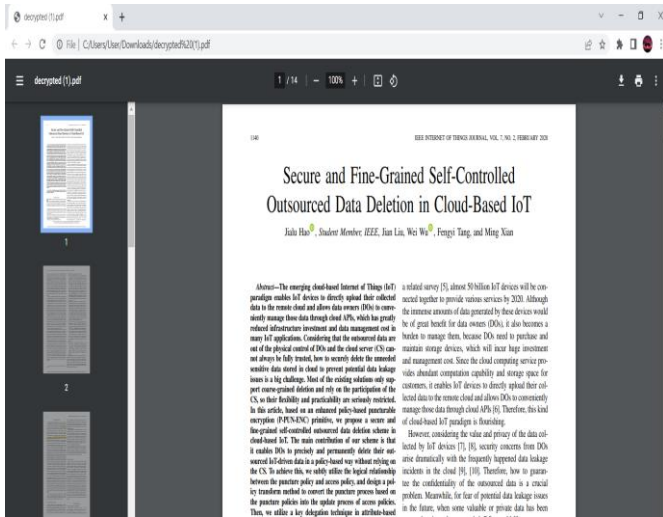 decrypted (1).pdf
File | C:/Users/User/Downloads/decrypted%20(1).pdf
decrypted (1).pdf
1 / 14
100%
1
2
1140
IEEE INTERNET OF THINGS JOURNAL, VOL. 7, NO. 2, FEBRUARY 2020
Secure and Fine-Grained Self-Controlled
Outsourced Data Deletion in Cloud-Based IoT
Jialu Hao, Student Member, IEEE, Jian Liu, Wei Wu, Fengyi Tang, and Ming Xian
Abstract—The emerging cloud-based Internet of Things (IoT)
paradigm enables IoT devices to directly upload their collected
data to the remote cloud and allows data owners (DOs) to conve-
niently manage those data through cloud APIs, which has greatly
reduced infrastructure investment and data management cost in
many IoT applications. Considering that the outsourced data are
out of the physical control of DOs and the cloud server (CS) can-
not always be fully trusted, how to securely delete the unneeded
sensitive data stored in cloud to prevent potential data leakage
issues is a big challenge. Most of the existing solutions only sup-
port coarse-grained deletion and rely on the participation of the
CS, so their flexibility and practicability are seriously restricted.
In this article, based on an enhanced policy-based puncturable
encryption (P-PUN-ENC) primitive, we propose a secure and
fine-grained self-controlled outsourced data deletion scheme in
cloud-based IoT. The main contribution of our scheme is that
it enables DOs to precisely and permanently delete their out-
sourced IoT-driven data in a policy-based way without relying on
the CS. To achieve this, we subtly utilize the logical relationship
between the puncture policy and access policy, and design a pol-
icy transform method to convert the puncture process based on
the puncture policies into the update process of access policies.
Then, we utilize a key delegation technique in attribute-based
a related survey [5], almost 50 billion IoT devices will be con-
nected together to provide various services by 2020. Although
the immense amounts of data generated by these devices would
be of great benefit for data owners (DOs), it also becomes a
burden to manage them, because DOs need to purchase and
maintain storage devices, which will incur huge investment
and management cost. Since the cloud computing service pro-
vides abundant computation capability and storage space for
customers, it enables IoT devices to directly upload their col-
lected data to the remote cloud and allows DOs to conveniently
manage those data through cloud APIs [6]. Therefore, this kind
of cloud-based IoT paradigm is flourishing.
However, considering the value and privacy of the data col-
lected by IoT devices [7], [8], security concerns from DOs
arise dramatically with the frequently happened data leakage
incidents in the cloud [9], [10]. Therefore, how to guaran-
tee the confidentiality of the outsourced data is a crucial
problem. Meanwhile, for fear of potential data leakage issues
in the future, when some valuable or private data has been